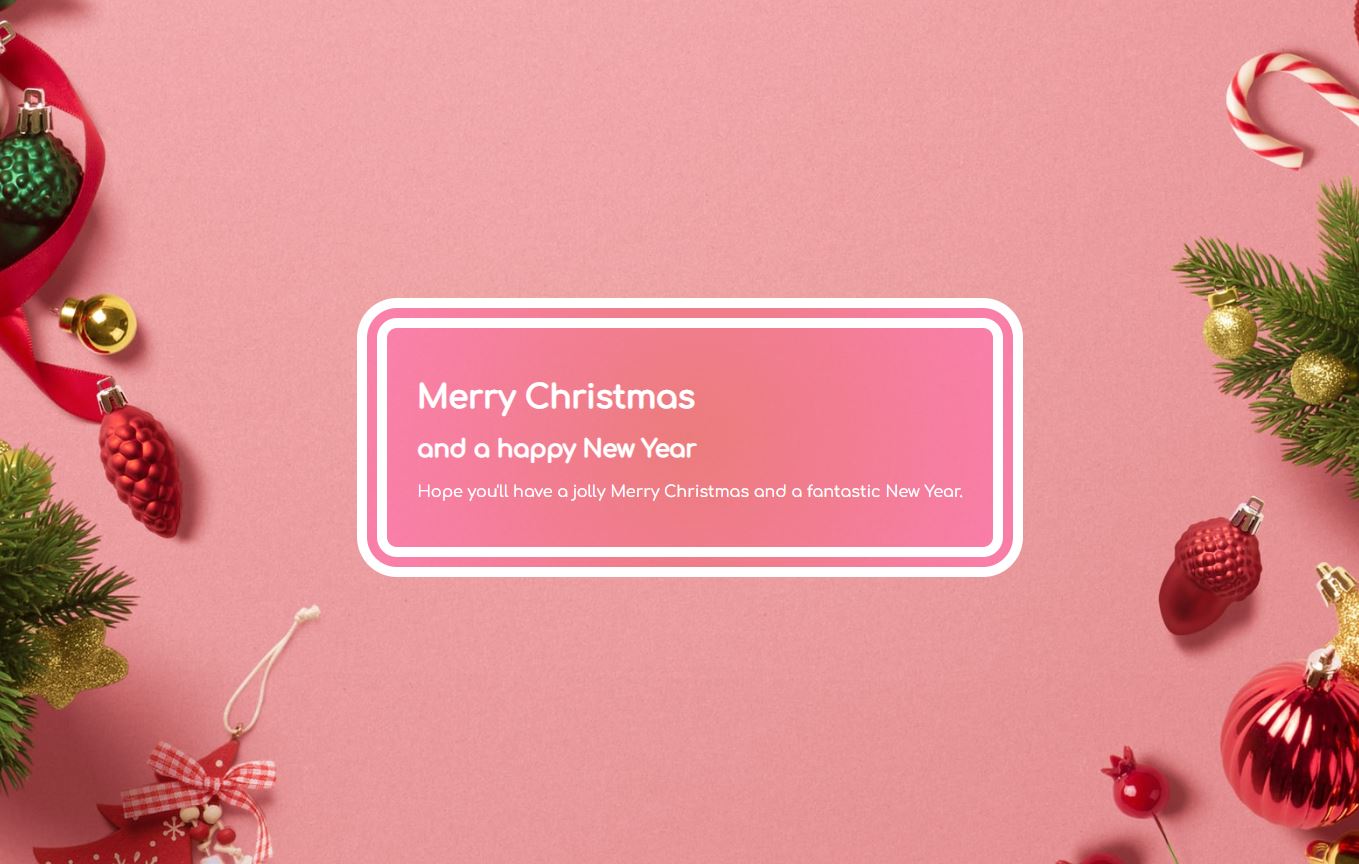 Merry Christmas
and a happy New Year
Hope you'll have a jolly Merry Christmas and a fantastic New Year.